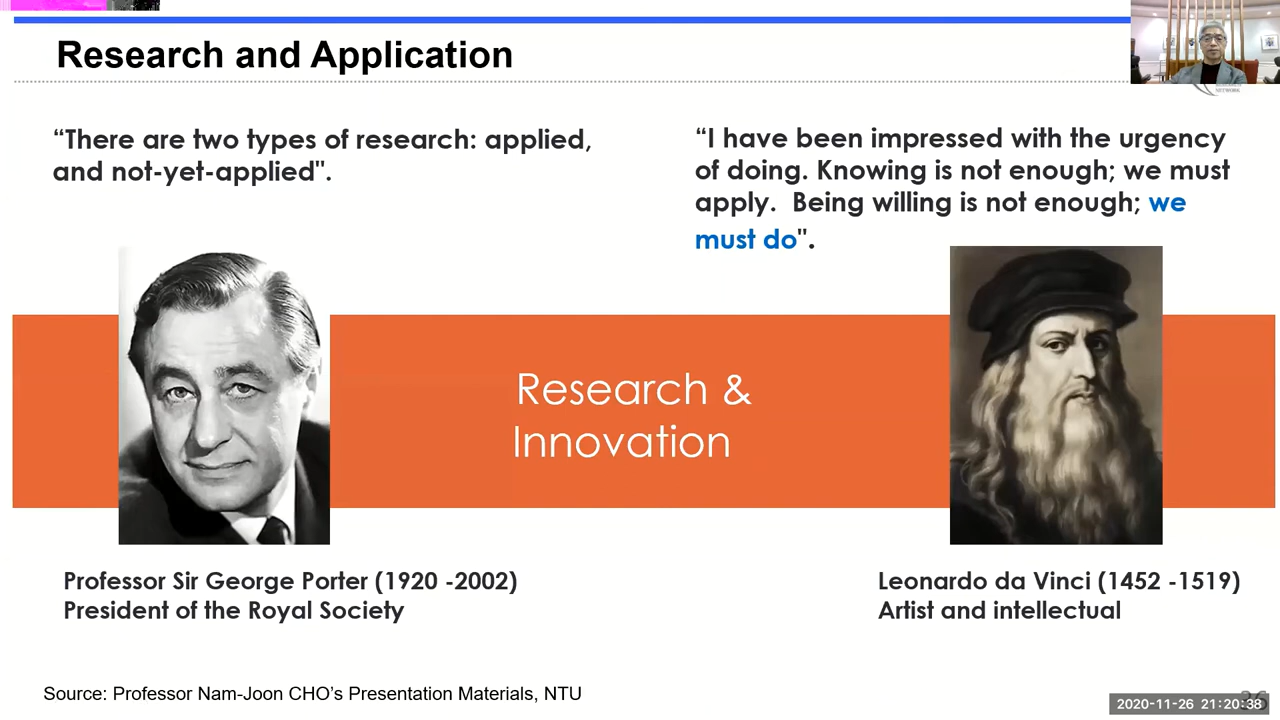 Research and Application
NETWORK
“There are two types of research: applied,
and not-yet-applied".
“I have been impressed with the urgency
of doing. Knowing is not enough; we must
apply.  Being willing is not enough; we
must do".
Research &
Innovation
Professor Sir George Porter (1920 -2002)
President of the Royal Society
Leonardo da Vinci (1452 -1519)
Artist and intellectual
Source: Professor Nam-Joon CHO’s Presentation Materials, NTU
36
2020-11-26 21:20:38